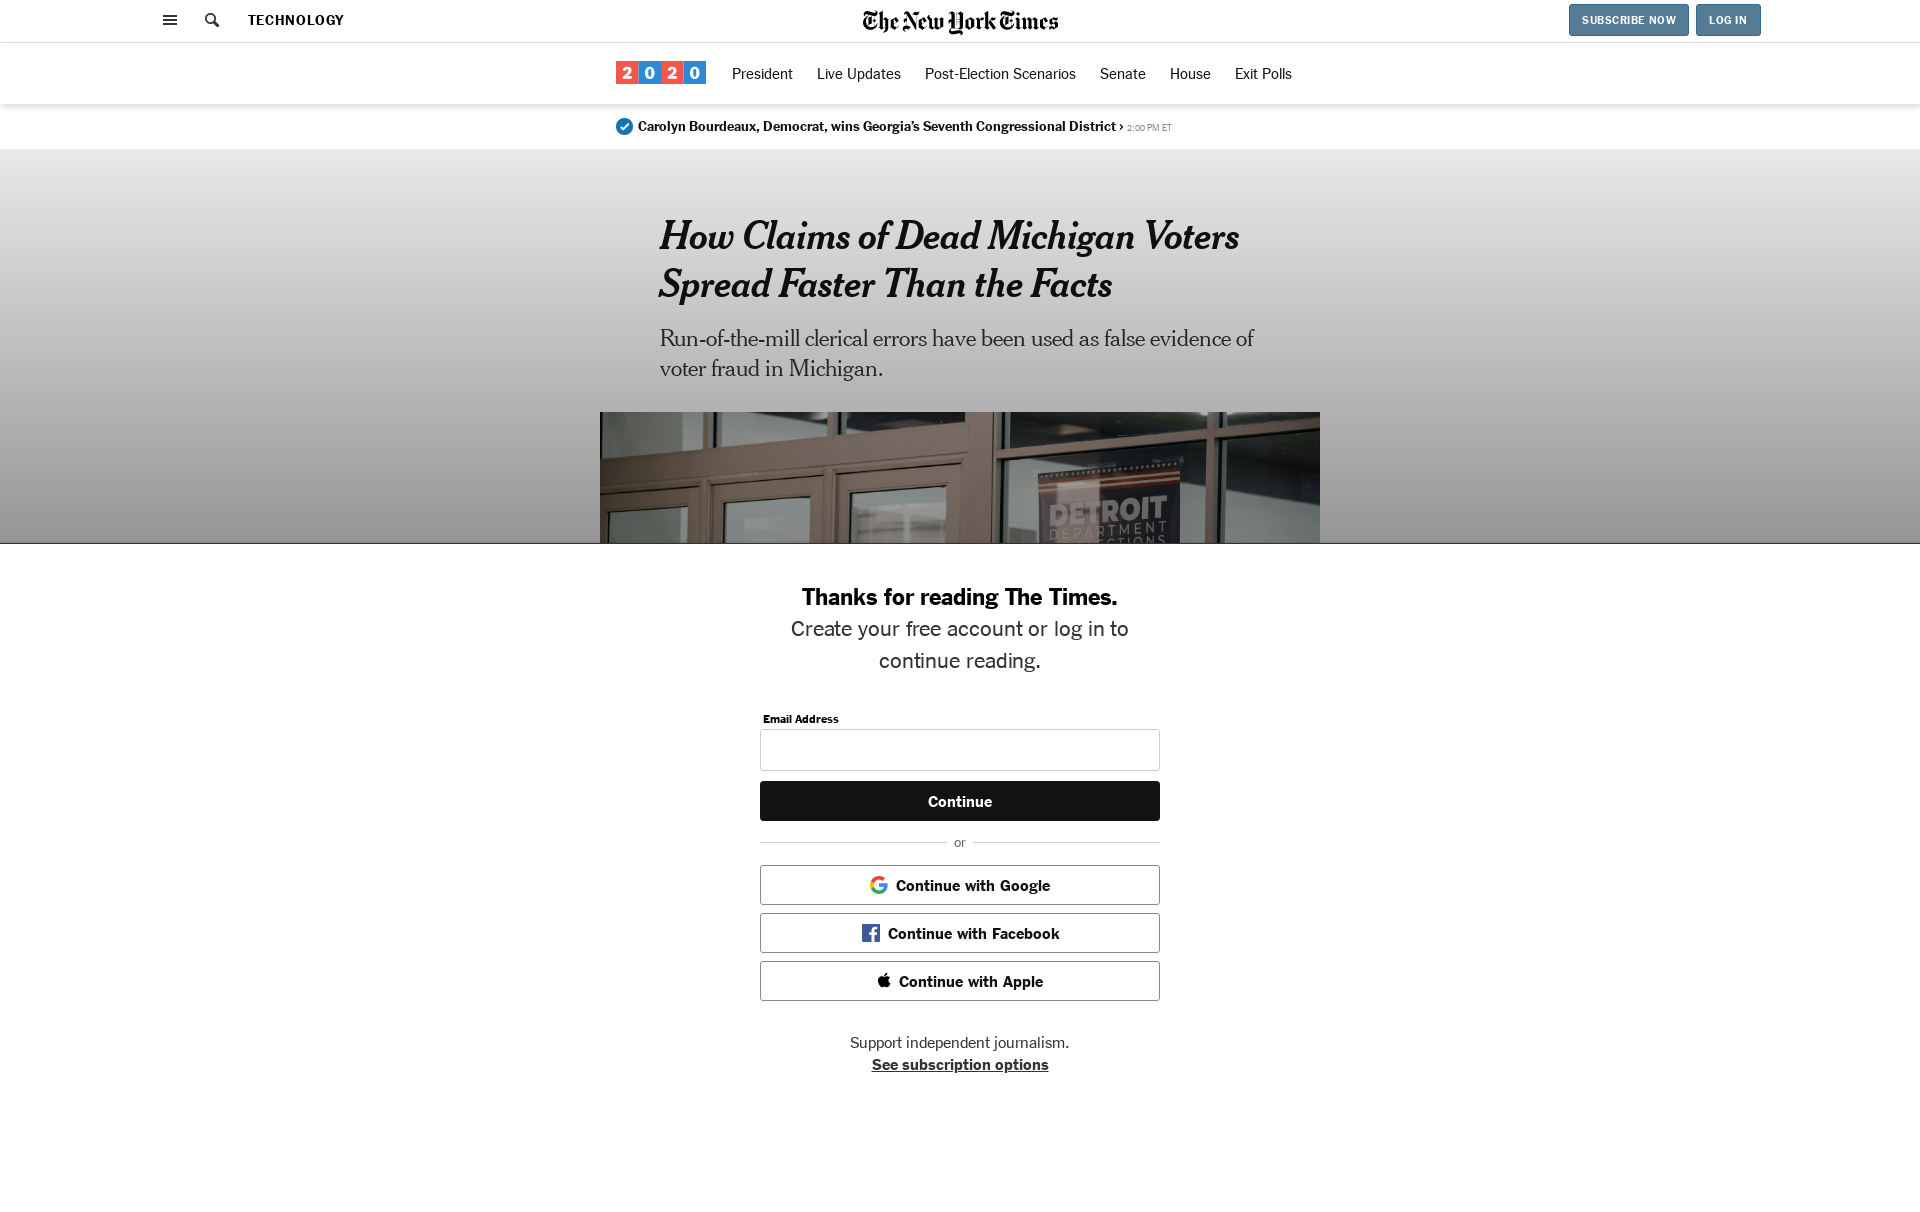 TECHNOLOGY
The New York Times
SUBSCRIBE NOW
LOG IN
2020
President
Live Updates
Post-Election Scenarios
Senate
House
Exit Polls
Carolyn Bourdeaux, Democrat, wins Georgia’s Seventh Congressional District › 2:00 PM ET
How Claims of Dead Michigan Voters
Spread Faster Than the Facts
Run-of-the-mill clerical errors have been used as false evidence of
voter fraud in Michigan.
DETROIT
DEPARTMENT
Thanks for reading The Times.
Create your free account or log in to
continue reading.
Email Address
Continue
or
Continue with Google
Continue with Facebook
Continue with Apple
Support independent journalism.
See subscription options